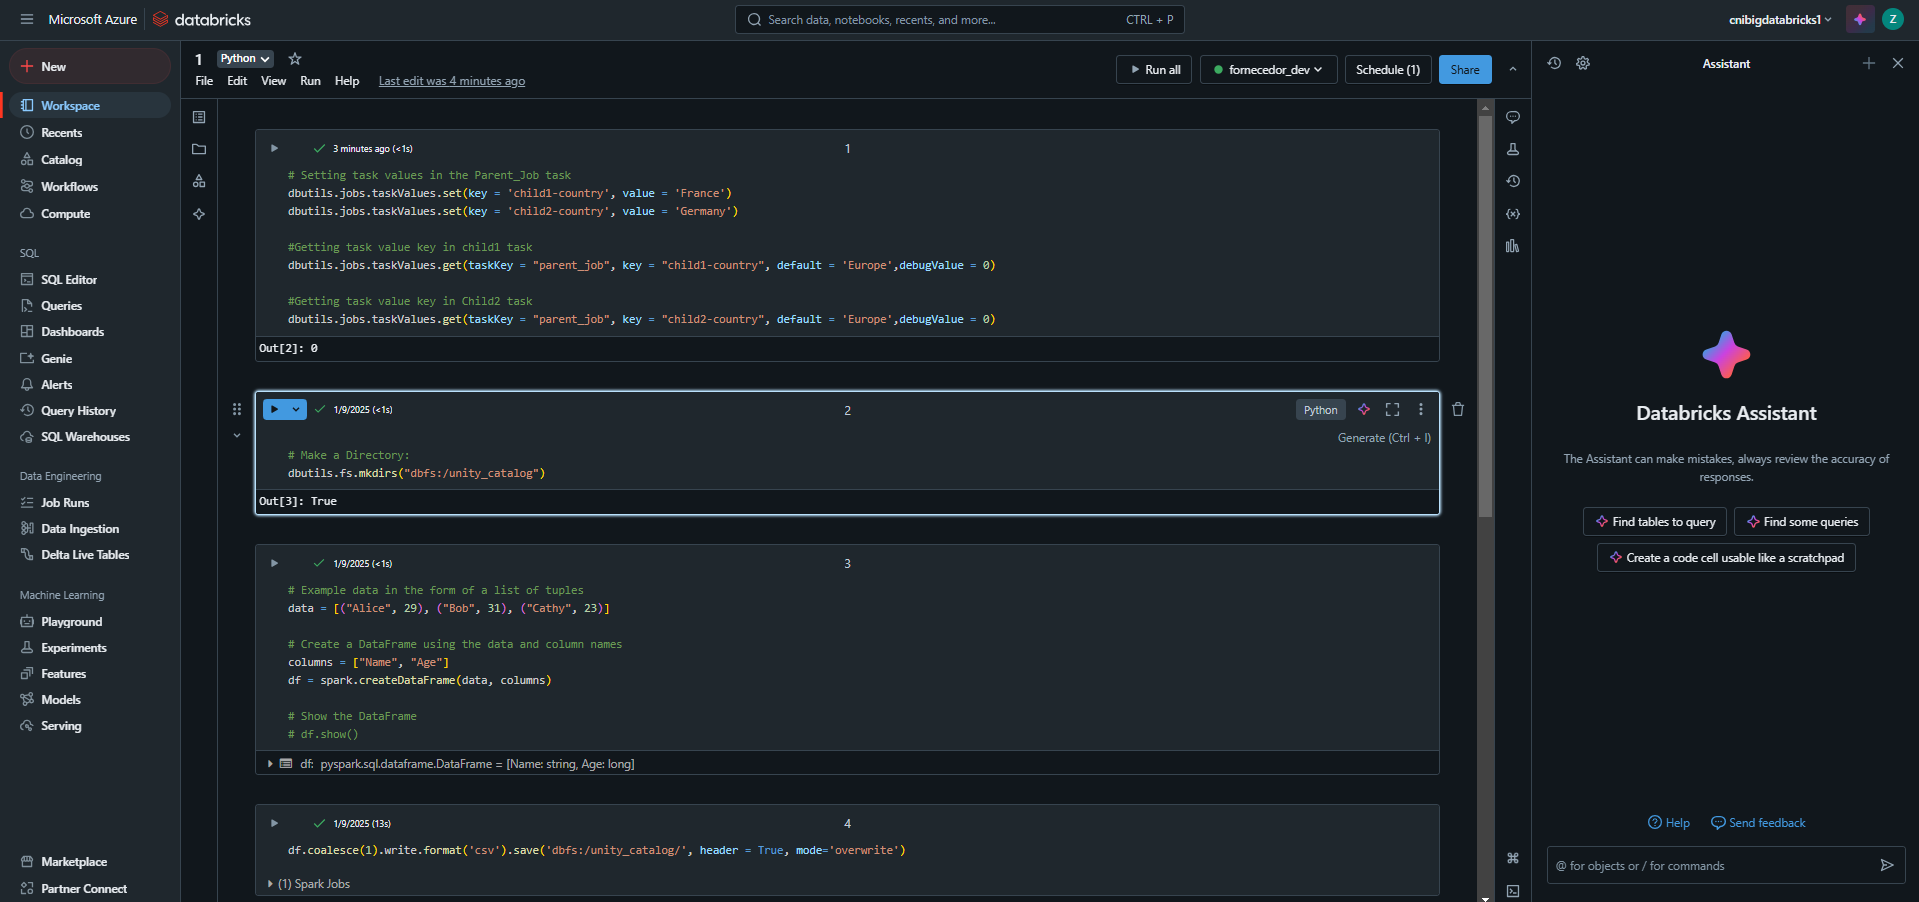 Microsoft Azure databricks
Search data, notebooks, recents, and more... CTRL + P
cnibigdatabricks1
Z
New
Workspace
Recents
Catalog
Workflows
Compute
SQL
SQL Editor
Queries
Dashboards
Genie
Alerts
Query History
SQL Warehouses
Data Engineering
Job Runs
Data Ingestion
Delta Live Tables
Machine Learning
Playground
Experiments
Features
Models
Serving
Marketplace
Partner Connect
1 Python
File Edit View Run Help Last edit was 4 minutes ago
Run all fornecedor_dev Schedule (1) Share
3 minutes ago (<1s) 1
# Setting task values in the Parent_Job task
dbutils.jobs.taskValues.set(key = 'child1-country', value = 'France')
dbutils.jobs.taskValues.set(key = 'child2-country', value = 'Germany')
#Getting task value key in child1 task
dbutils.jobs.taskValues.get(taskKey = "parent_job", key = "child1-country", default = 'Europe',debugValue = 0)
#Getting task value key in Child2 task
dbutils.jobs.taskValues.get(taskKey = "parent_job", key = "child2-country", default = 'Europe',debugValue = 0)
Out[2]: 0
1/9/2025 (<1s) 2 Python
Generate (Ctrl + I)
# Make a Directory:
dbutils.fs.mkdirs("dbfs:/unity_catalog")
Out[3]: True
1/9/2025 (<1s) 3
# Example data in the form of a list of tuples
data = [("Alice", 29), ("Bob", 31), ("Cathy", 23)]
# Create a DataFrame using the data and column names
columns = ["Name", "Age"]
df = spark.createDataFrame(data, columns)
# Show the DataFrame
# df.show()
df: pyspark.sql.dataframe.DataFrame = [Name: string, Age: long]
1/9/2025 (13s) 4
df.coalesce(1).write.format('csv').save('dbfs:/unity_catalog/', header = True, mode='overwrite')
(1) Spark Jobs
Assistant
Databricks Assistant
The Assistant can make mistakes, always review the accuracy of
responses.
Find tables to query Find some queries
Create a code cell usable like a scratchpad
Help Send feedback
@ for objects or / for commands